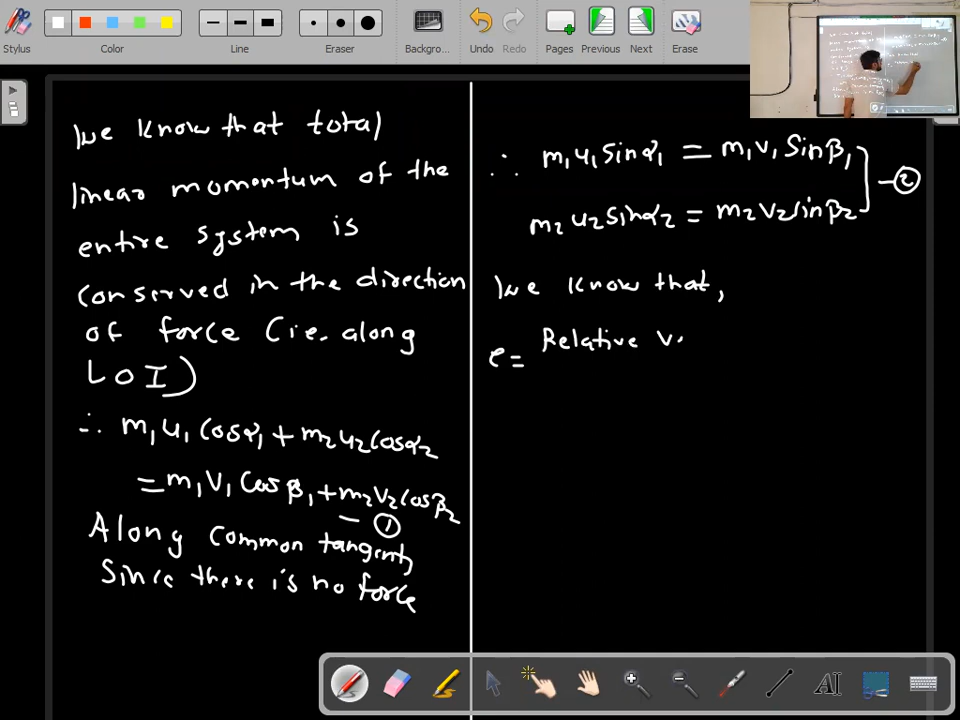 Stylus
Color
Line
Eraser
Backgro...
Undo
Redo
Pages
Previous
Next
Erase
We know that total
linear momentum of the
entire system is
conserved in the direction
of force (ie. along
LOI)
∴ m₁u₁cosα₁ + m₂u₂cosα₂
= m₁v₁cosβ₁ + m₂v₂cosβ₂
— ①
Along common tangent,
Since there is no force
∴ m₁u₁sinα₁ = m₁v₁sinβ₁
m₂u₂sinα₂ = m₂v₂sinβ₂
— ②
We know that,
Relative v.
e =
AI